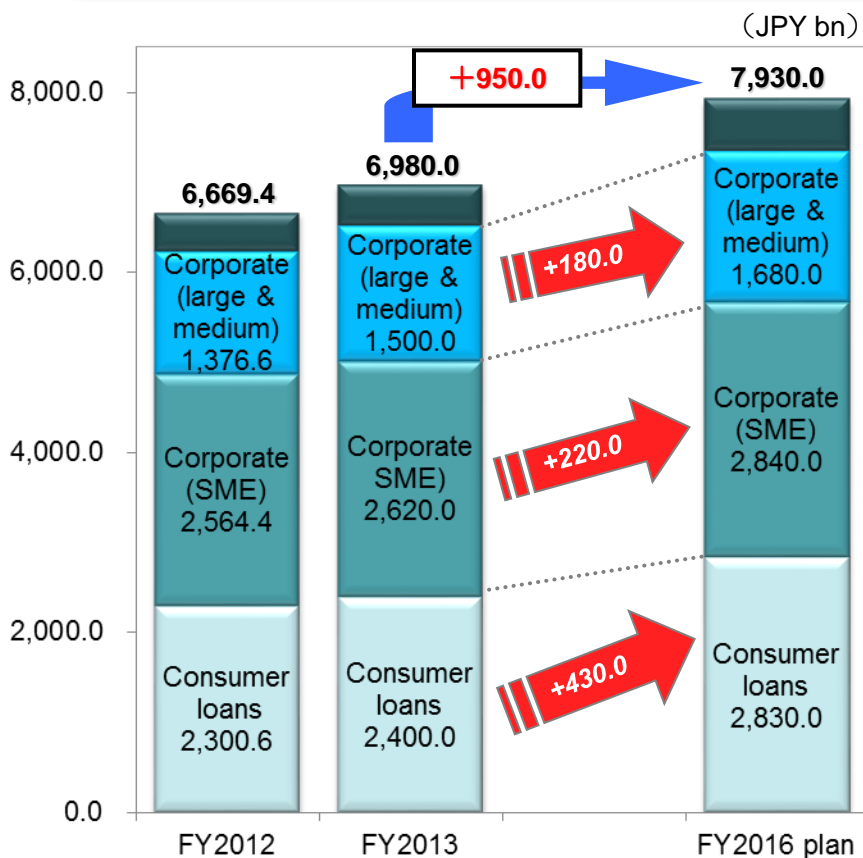 （JPY bn）
8,000.0
6,000.0
4,000.0
2,000.0
0.0
＋950.0
6,669.4
6,980.0
7,930.0
Corporate
(large &
medium)
1,376.6
Corporate
(SME)
2,564.4
Consumer
loans
2,300.6
Corporate
(large &
medium)
1,500.0
Corporate
SME)
2,620.0
Consumer
loans
2,400.0
+180.0
+220.0
+430.0
Corporate
(large &
medium)
1,680.0
Corporate
(SME)
2,840.0
Consumer
loans
2,830.0
FY2012
FY2013
FY2016 plan